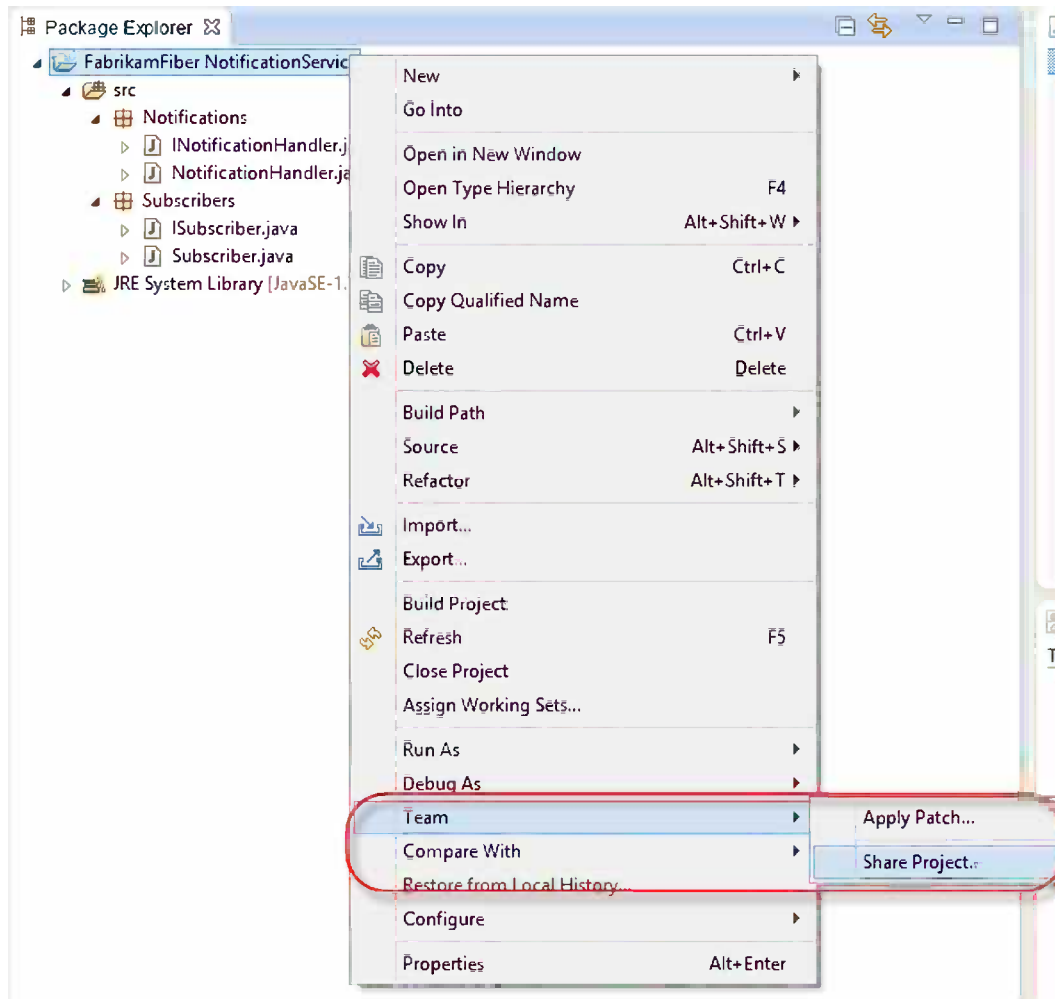 Package Explorer
FabrikamFiber NotificationServic
src
Notifications
INotificationHandler.j
NotificationHandler.ja
Subscribers
ISubscriber.java
Subscriber.java
JRE System Library [JavaSE-1.
New
Go Into
Open in New Window
Open Type Hierarchy F4
Show In Alt+Shift+W
Copy Ctrl+C
Copy Qualified Name
Paste Ctrl+V
Delete Delete
Build Path
Source Alt+Shift+S
Refactor Alt+Shift+T
Import...
Export...
Build Project
Refresh F5
Close Project
Assign Working Sets...
Run As
Debug As
Team
Compare With
Restore from Local History...
Configure
Properties Alt+Enter
Apply Patch...
Share Project...
T